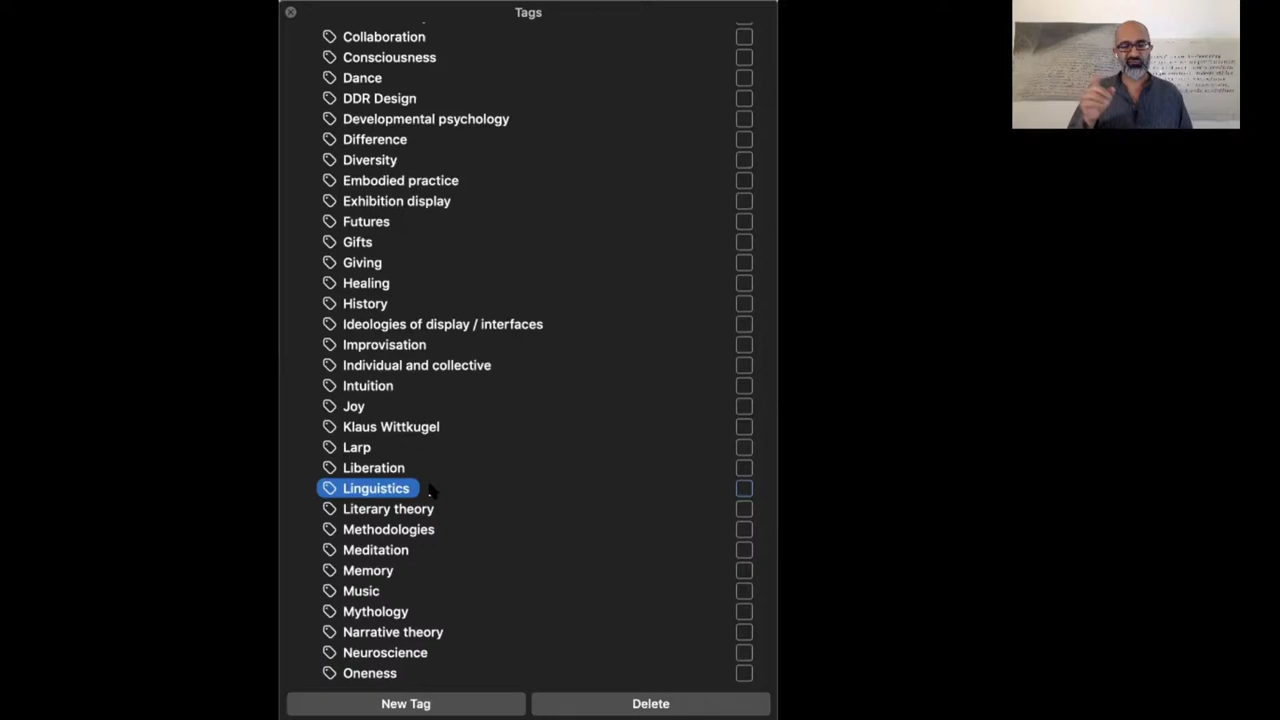 Tags
Collaboration
Consciousness
Dance
DDR Design
Developmental psychology
Difference
Diversity
Embodied practice
Exhibition display
Futures
Gifts
Giving
Healing
History
Ideologies of display / interfaces
Improvisation
Individual and collective
Intuition
Joy
Klaus Wittkugel
Larp
Liberation
Linguistics
Literary theory
Methodologies
Meditation
Memory
Music
Mythology
Narrative theory
Neuroscience
Oneness
New Tag
Delete